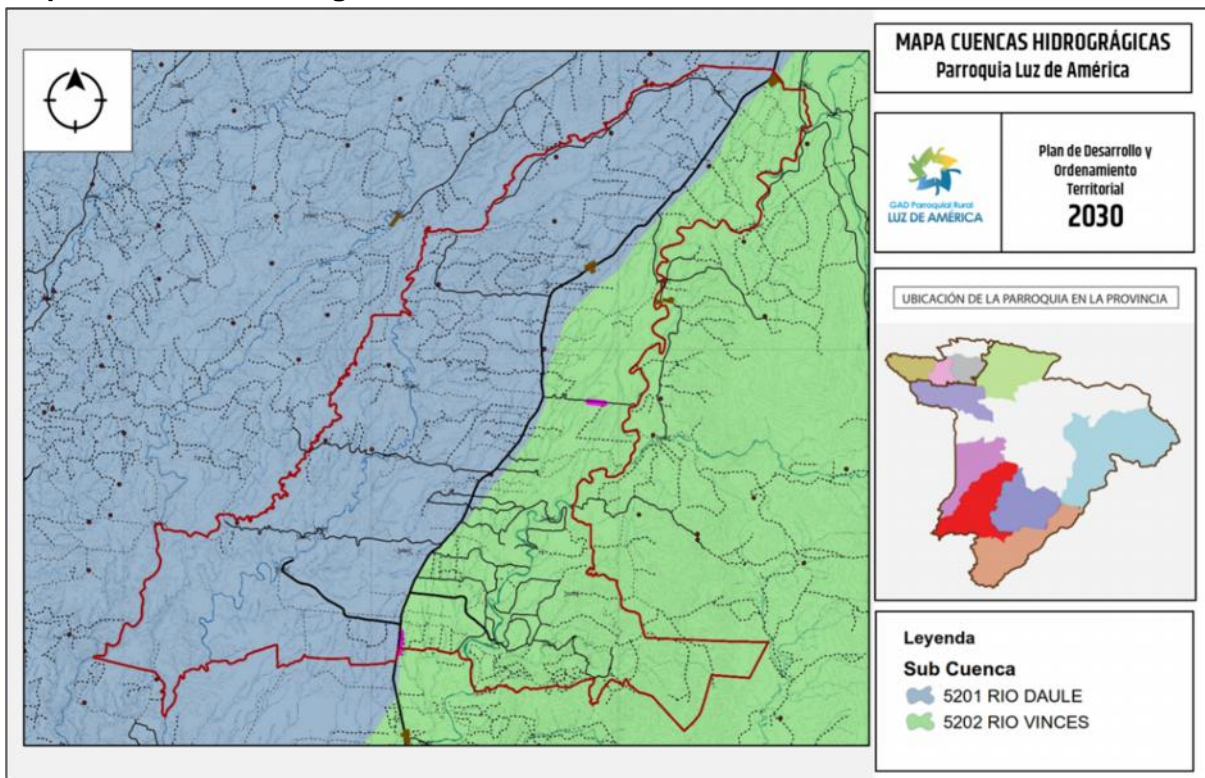 MAPA CUENCAS HIDROGRÁGICAS
Parroquia Luz de América
GAD Parroquial Rural
LUZ DE AMÉRICA
Plan de Desarrollo y
Ordenamiento
Territorial
2030
UBICACIÓN DE LA PARROQUIA EN LA PROVINCIA
Leyenda
Sub Cuenca
5201 RIO DAULE
5202 RIO VINCES